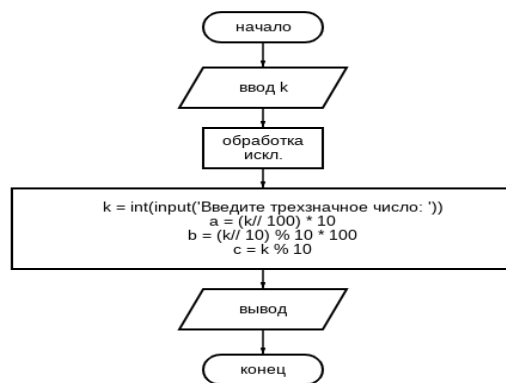 начало
ввод k
обработка
искл.
k = int(input('Введите трехзначное число: '))
a = (k// 100) * 10
b = (k// 10) % 10 * 100
c = k % 10
вывод
конец